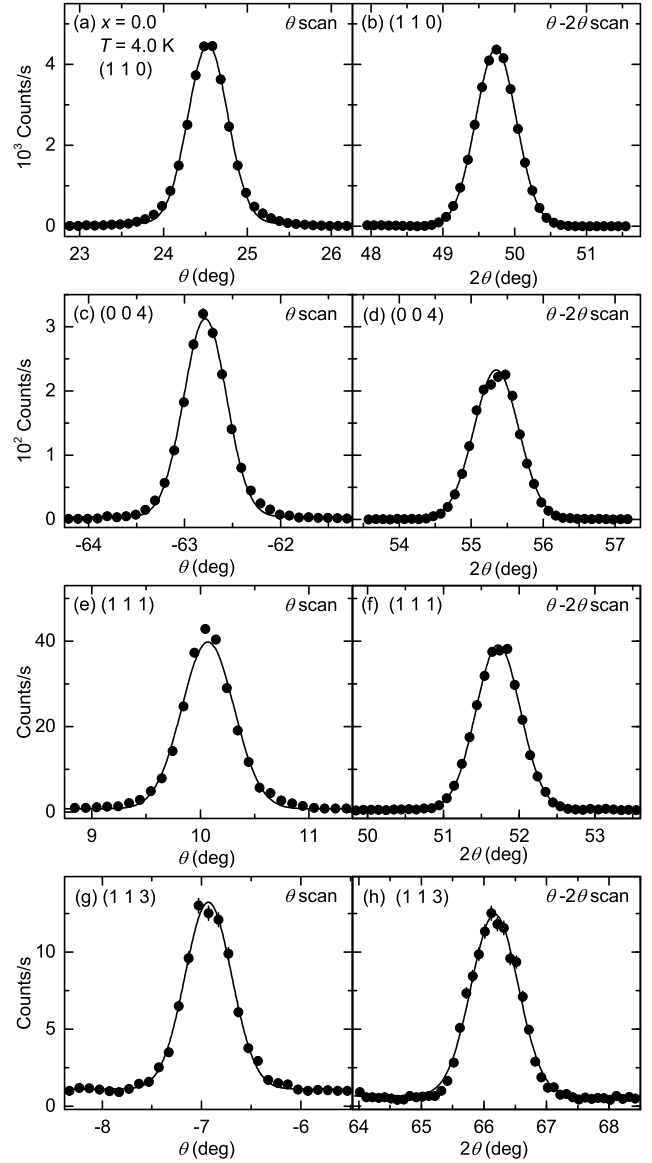 (a) x = 0.0
T = 4.0 K
(1 1 0)
θ scan
(b) (1 1 0)
θ -2θ scan
10³ Counts/s
4
2
0
23 24 25 26
θ (deg)
48 49 50 51
2θ (deg)
(c) (0 0 4)
θ scan
(d) (0 0 4)
θ -2θ scan
10² Counts/s
3
2
1
0
-64 -63 -62
θ (deg)
54 55 56 57
2θ (deg)
(e) (1 1 1)
θ scan
(f) (1 1 1)
θ -2θ scan
Counts/s
40
20
0
9 10 11
θ (deg)
50 51 52 53
2θ (deg)
(g) (1 1 3)
θ scan
(h) (1 1 3)
θ -2θ scan
Counts/s
10
5
0
-8 -7 -6
θ (deg)
64 65 66 67 68
2θ (deg)